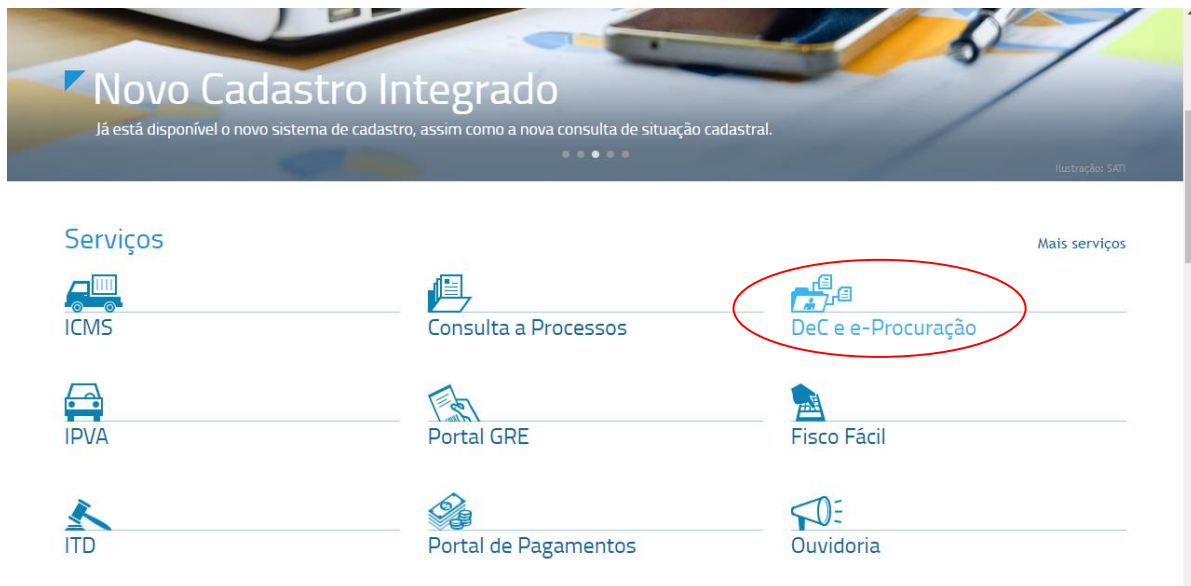 Novo Cadastro Integrado
Já está disponível o novo sistema de cadastro, assim como a nova consulta de situação cadastral.
Ilustração: SATI
Serviços
Mais serviços
ICMS
Consulta a Processos
DeC e e-Procuração
IPVA
Portal GRE
Fisco Fácil
ITD
Portal de Pagamentos
Ouvidoria